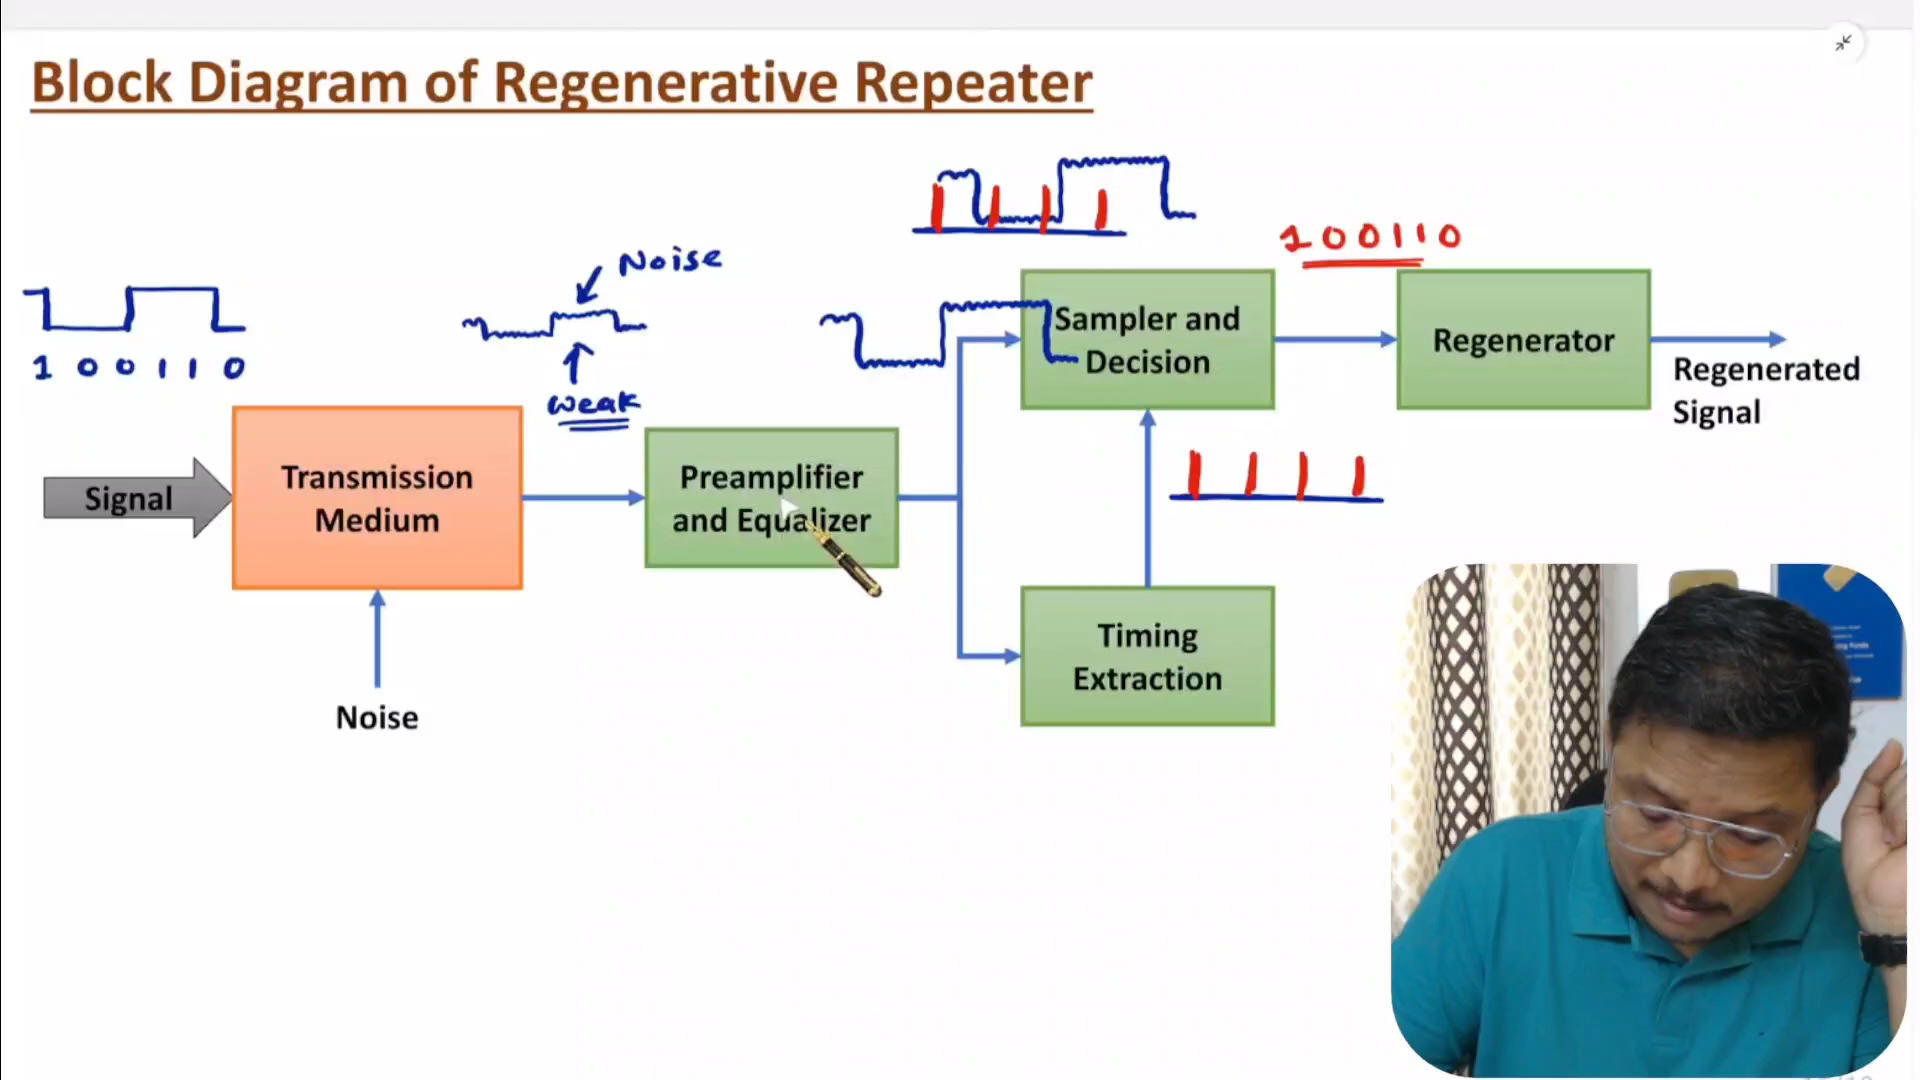 Block Diagram of Regenerative Repeater
Noise
100110
1 0 0 1 1 0
weak
Sampler and
Decision
Regenerator
Regenerated
Signal
Signal
Transmission
Medium
Preamplifier
and Equalizer
Timing
Extraction
Noise